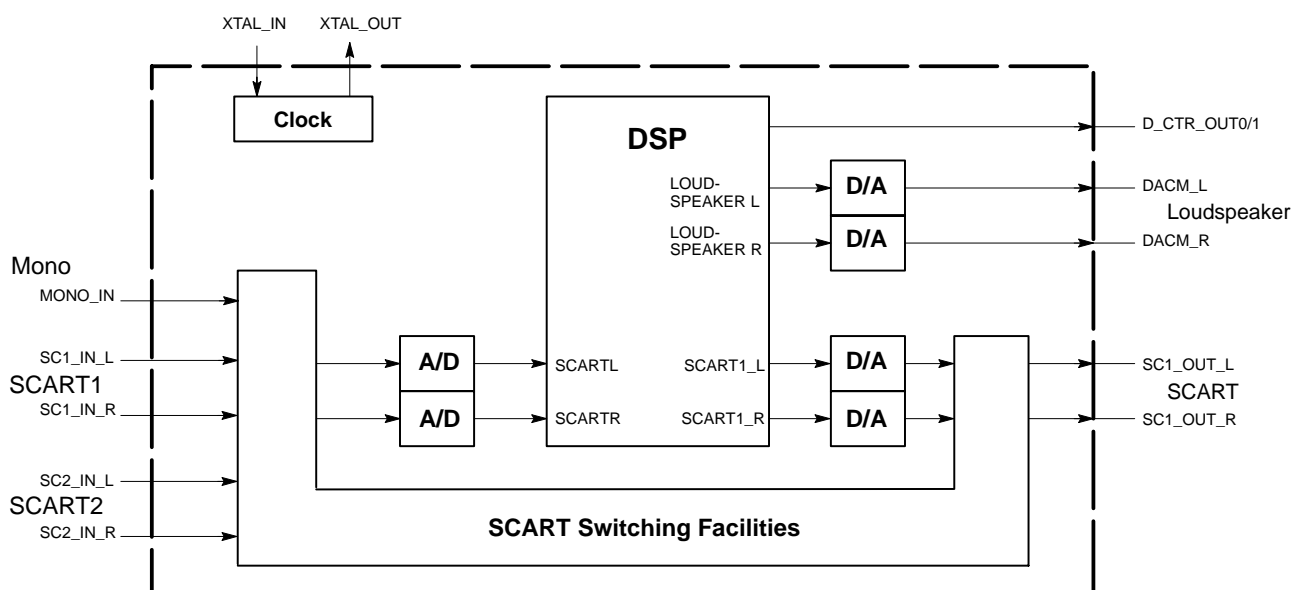 XTAL_IN XTAL_OUT
Clock
DSP
D_CTR_OUT0/1
LOUD-
SPEAKER L
D/A
DACM_L
Loudspeaker
LOUD-
SPEAKER R
D/A
DACM_R
Mono
MONO_IN
SC1_IN_L
SCART1
SC1_IN_R
SC2_IN_L
SCART2
SC2_IN_R
A/D
A/D
SCARTL
SCARTR
SCART1_L
SCART1_R
D/A
D/A
SC1_OUT_L
SCART
SC1_OUT_R
SCART Switching Facilities